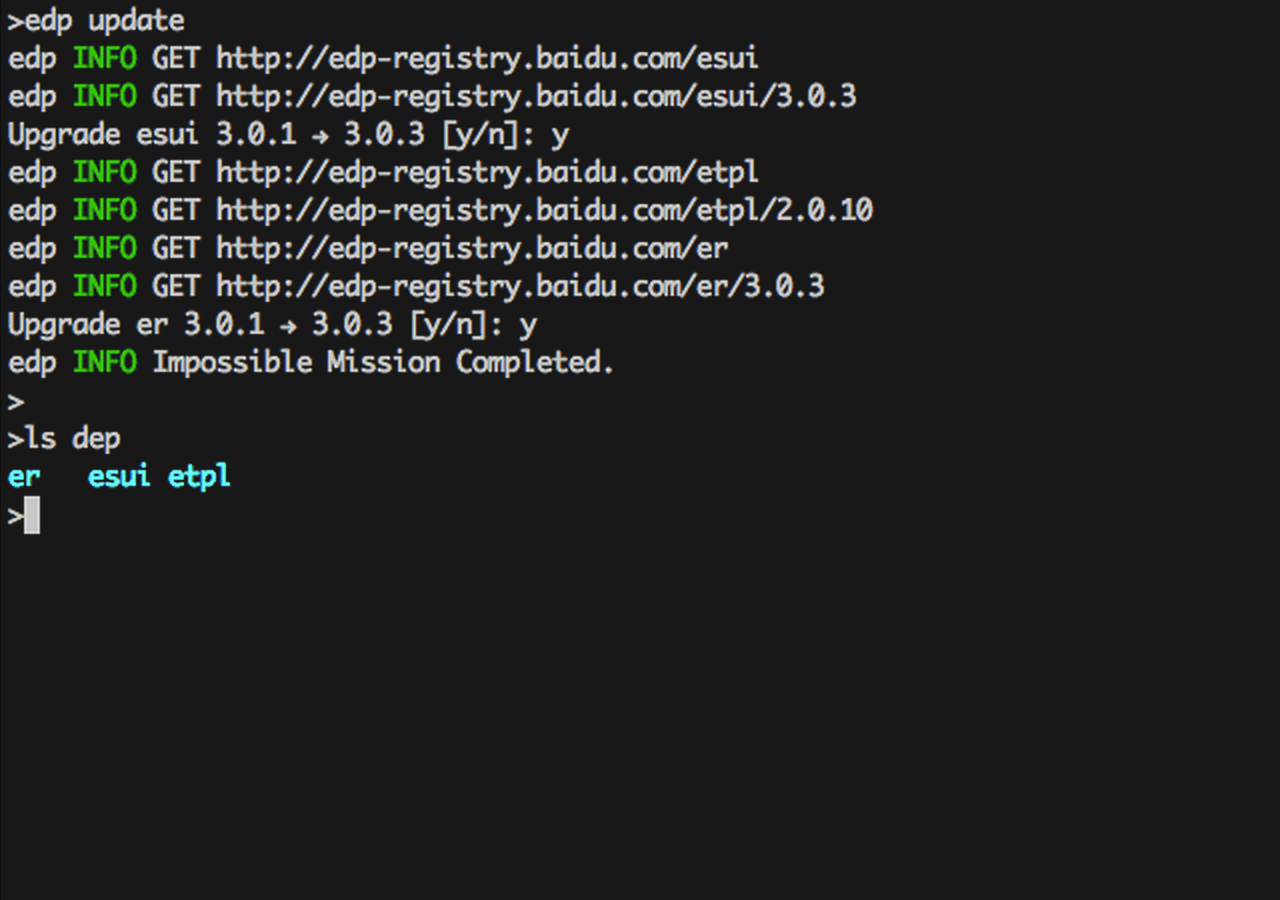 >edp update
edp INFO GET http://edp-registry.baidu.com/esui
edp INFO GET http://edp-registry.baidu.com/esui/3.0.3
Upgrade esui 3.0.1 → 3.0.3 [y/n]: y
edp INFO GET http://edp-registry.baidu.com/etpl
edp INFO GET http://edp-registry.baidu.com/etpl/2.0.10
edp INFO GET http://edp-registry.baidu.com/er
edp INFO GET http://edp-registry.baidu.com/er/3.0.3
Upgrade er 3.0.1 → 3.0.3 [y/n]: y
edp INFO Impossible Mission Completed.
>
>ls dep
er   esui etpl
>